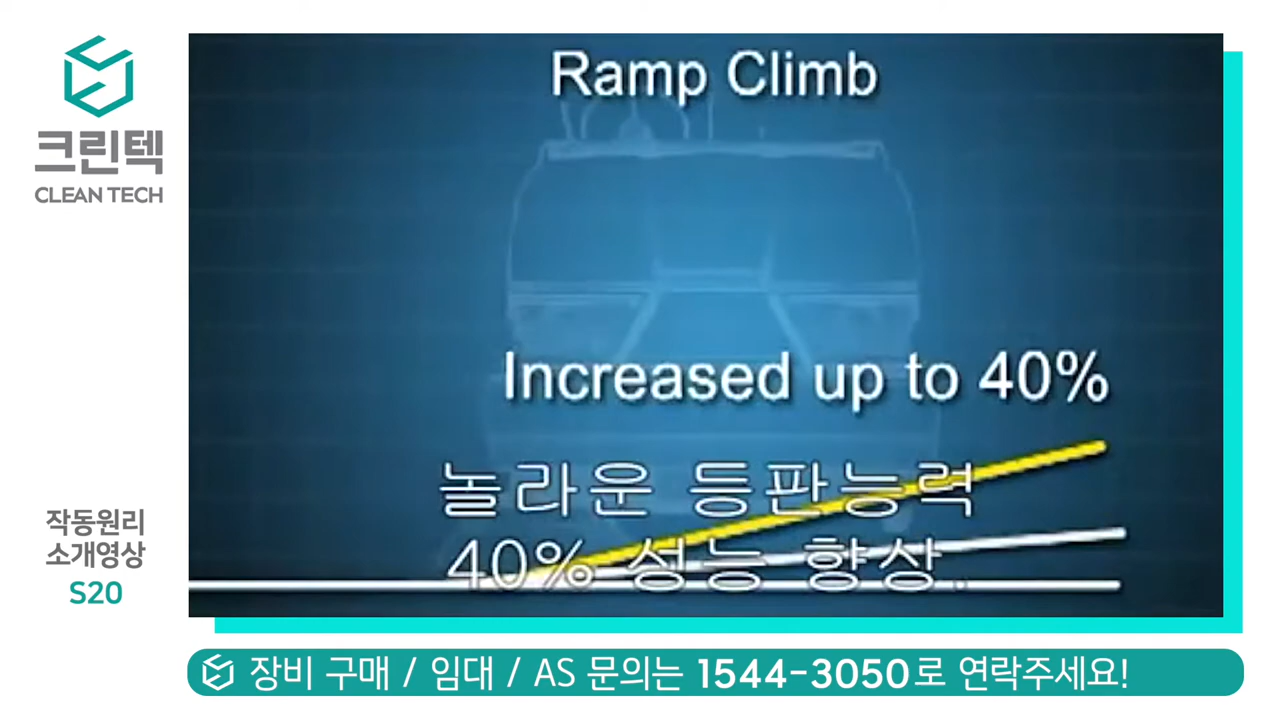 크린텍
CLEAN TECH
Ramp Climb
Increased up to 40%
놀라운 등판능력
40% 성능 향상.
작동원리
소개영상
S20
장비 구매 / 임대 / AS 문의는 1544-3050로 연락주세요!